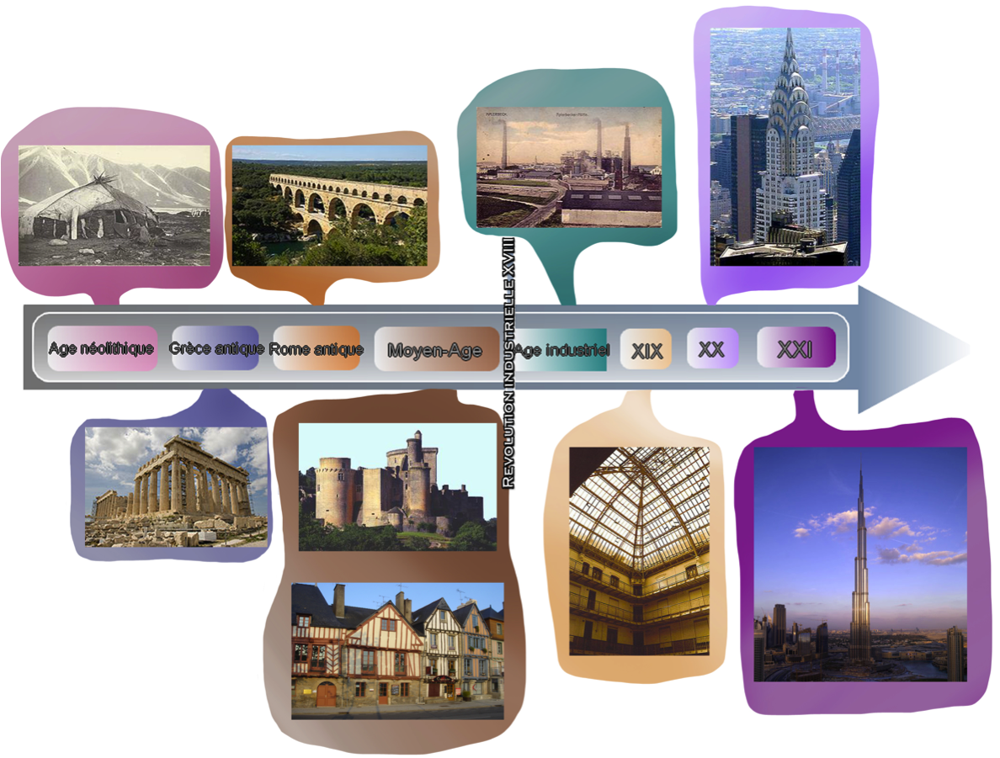 Age néolithique
Grèce antique
Rome antique
Moyen-Age
REVOLUTION INDUSTRIELLE XVIII
Age industriel
XIX
XX
XXI